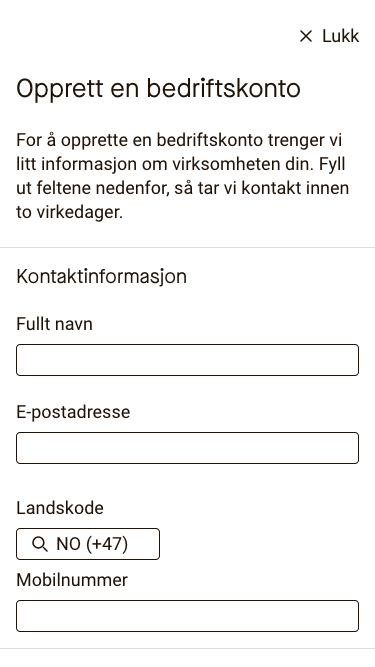 Lukk
Opprett en bedriftskonto
For å opprette en bedriftskonto trenger vi
litt informasjon om virksomheten din. Fyll
ut feltene nedenfor, så tar vi kontakt innen
to virkedager.
Kontaktinformasjon
Fullt navn
E-postadresse
Landskode
NO (+47)
Mobilnummer